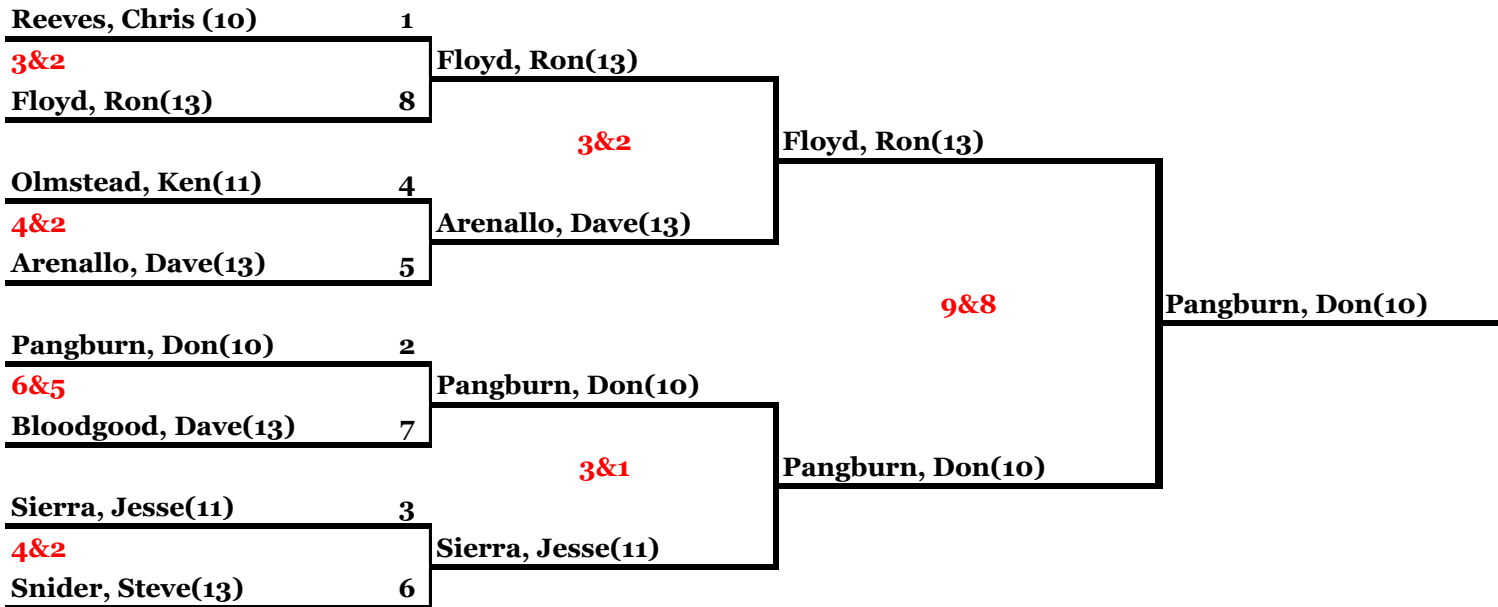 Reeves, Chris (10) 1
3&2
Floyd, Ron(13)
Floyd, Ron(13) 8
3&2
Floyd, Ron(13)
Olmstead, Ken(11) 4
4&2
Arenallo, Dave(13)
Arenallo, Dave(13) 5
9&8
Pangburn, Don(10)
Pangburn, Don(10) 2
6&5
Pangburn, Don(10)
Bloodgood, Dave(13) 7
3&1
Pangburn, Don(10)
Sierra, Jesse(11) 3
4&2
Sierra, Jesse(11)
Snider, Steve(13) 6